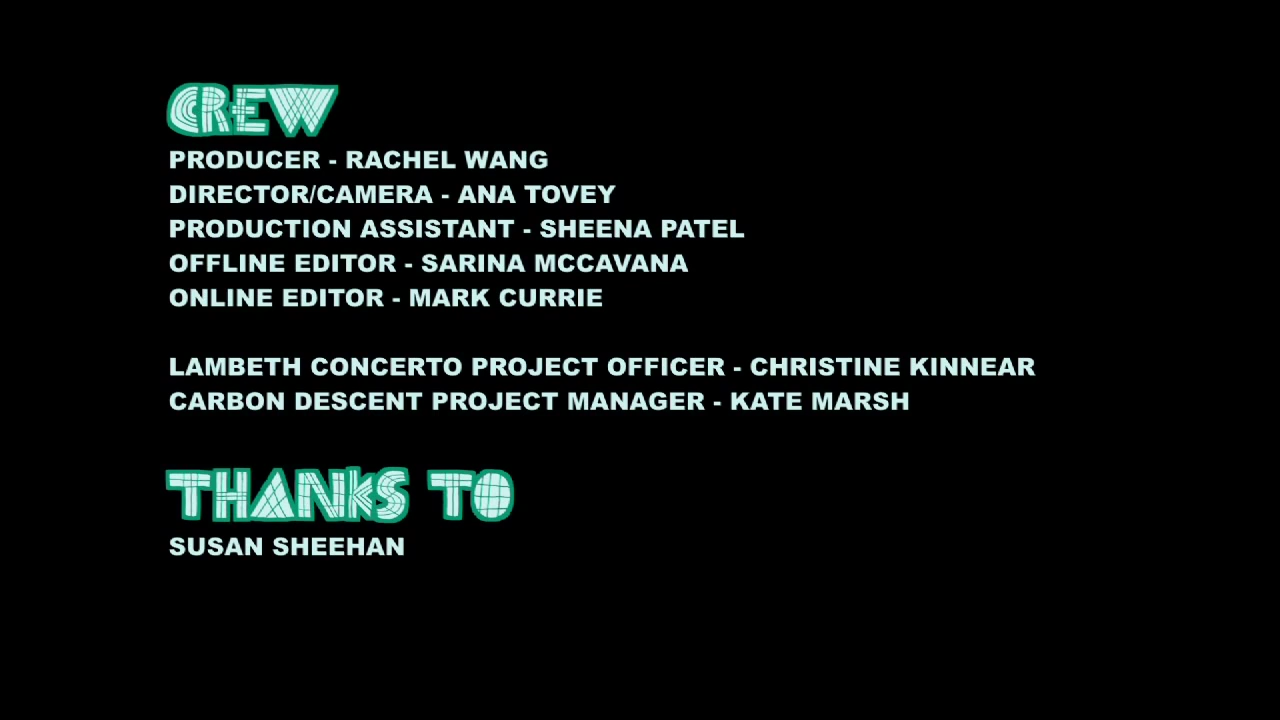 CREW
PRODUCER - RACHEL WANG
DIRECTOR/CAMERA - ANA TOVEY
PRODUCTION ASSISTANT - SHEENA PATEL
OFFLINE EDITOR - SARINA MCCAVANA
ONLINE EDITOR - MARK CURRIE
LAMBETH CONCERTO PROJECT OFFICER - CHRISTINE KINNEAR
CARBON DESCENT PROJECT MANAGER - KATE MARSH
THANKS TO
SUSAN SHEEHAN